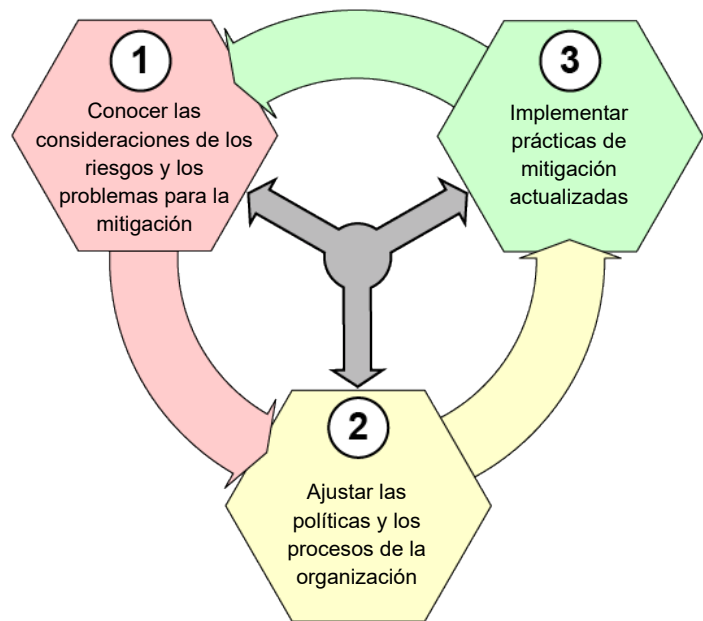 1
Conocer las
consideraciones de los
riesgos y los
problemas para la
mitigación
2
Ajustar las
políticas y los
procesos de la
organización
3
Implementar
prácticas de
mitigación
actualizadas